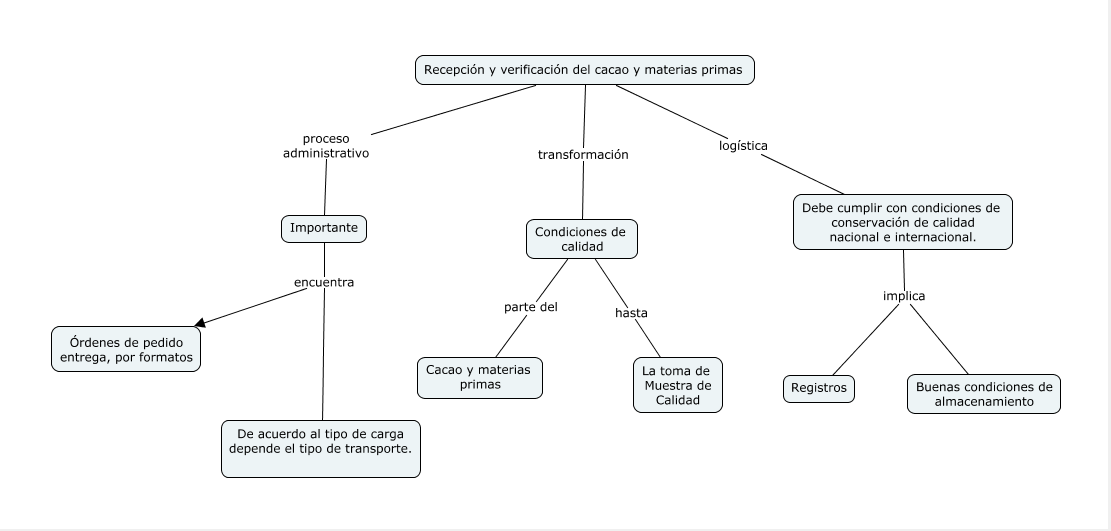 Recepción y verificación del cacao y materias primas
proceso
administrativo
transformación
logística
Importante
Condiciones de
calidad
Debe cumplir con condiciones de
conservación de calidad
nacional e internacional.
encuentra
parte del
hasta
implica
Órdenes de pedido
entrega, por formatos
Cacao y materias
primas
La toma de
Muestra de
Calidad
Registros
Buenas condiciones de
almacenamiento
De acuerdo al tipo de carga
depende el tipo de transporte.